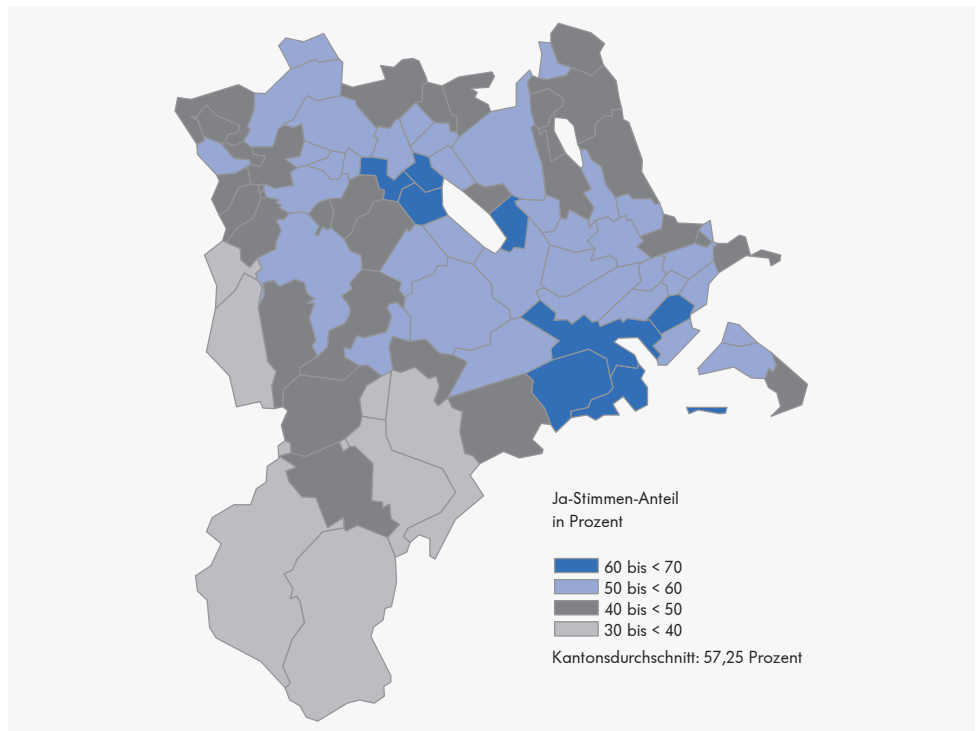 Ja-Stimmen-Anteil
in Prozent
60 bis < 70
50 bis < 60
40 bis < 50
30 bis < 40
Kantonsdurchschnitt: 57,25 Prozent